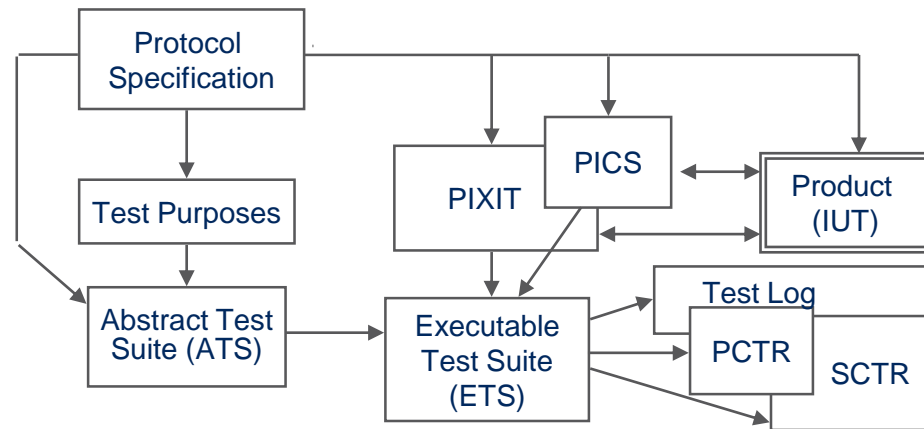 Protocol
Specification
PICS
Product
(IUT)
PIXIT
Test Purposes
Test Log
Abstract Test
Suite (ATS)
Executable
Test Suite
(ETS)
PCTR
SCTR